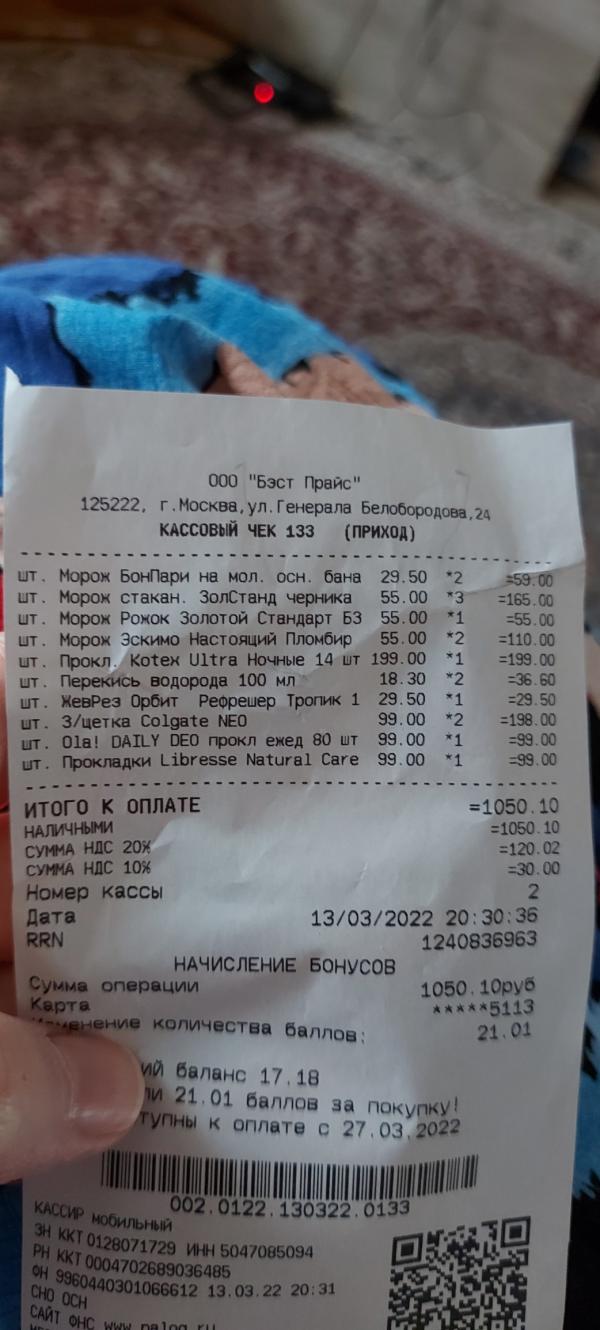 ООО "Бэст Прайс"
125222, г.Москва,ул.Генерала Белобородова,24
КАССОВЫЙ ЧЕК 133 (ПРИХОД)
шт. Морож БонПари на мол. осн. бана 29.50 *2 =59.00
шт. Морож стакан. ЗолСтанд черника 55.00 *3 =165.00
шт. Морож Рожок Золотой Стандарт БЗ 55.00 *1 =55.00
шт. Морож Эскимо Настоящий Пломбир 55.00 *2 =110.00
шт. Прокл. Kotex Ultra Ночные 14 шт 199.00 *1 =199.00
шт. Перекись водорода 100 мл 18.30 *2 =36.60
шт. ЖевРез Орбит Рефрешер Тропик 1 29.50 *1 =29.50
шт. З/щетка Colgate NEO 99.00 *2 =198.00
шт. Ola! DAILY DEO прокл ежед 80 шт 99.00 *1 =99.00
шт. Прокладки Libresse Natural Care 99.00 *1 =99.00
ИТОГО К ОПЛАТЕ =1050.10
НАЛИЧНЫМИ =1050.10
СУММА НДС 20% =120.02
СУММА НДС 10% =30.00
Номер кассы 2
Дата 13/03/2022 20:30:36
RRN 1240836963
НАЧИСЛЕНИЕ БОНУСОВ
Сумма операции 1050.10руб
Карта *****5113
Изменение количества баллов: 21.01
ий баланс 17.18
ли 21.01 баллов за покупку!
тупны к оплате с 27.03.2022
002.0122.130322.0133
КАССИР мобильный
ЗН ККТ 0128071729 ИНН 5047085094
РН ККТ 0004702689036485
ФН 9960440301066612 13.03.22 20:31
СНО ОСН
САЙТ ФНС www.nalog.ru